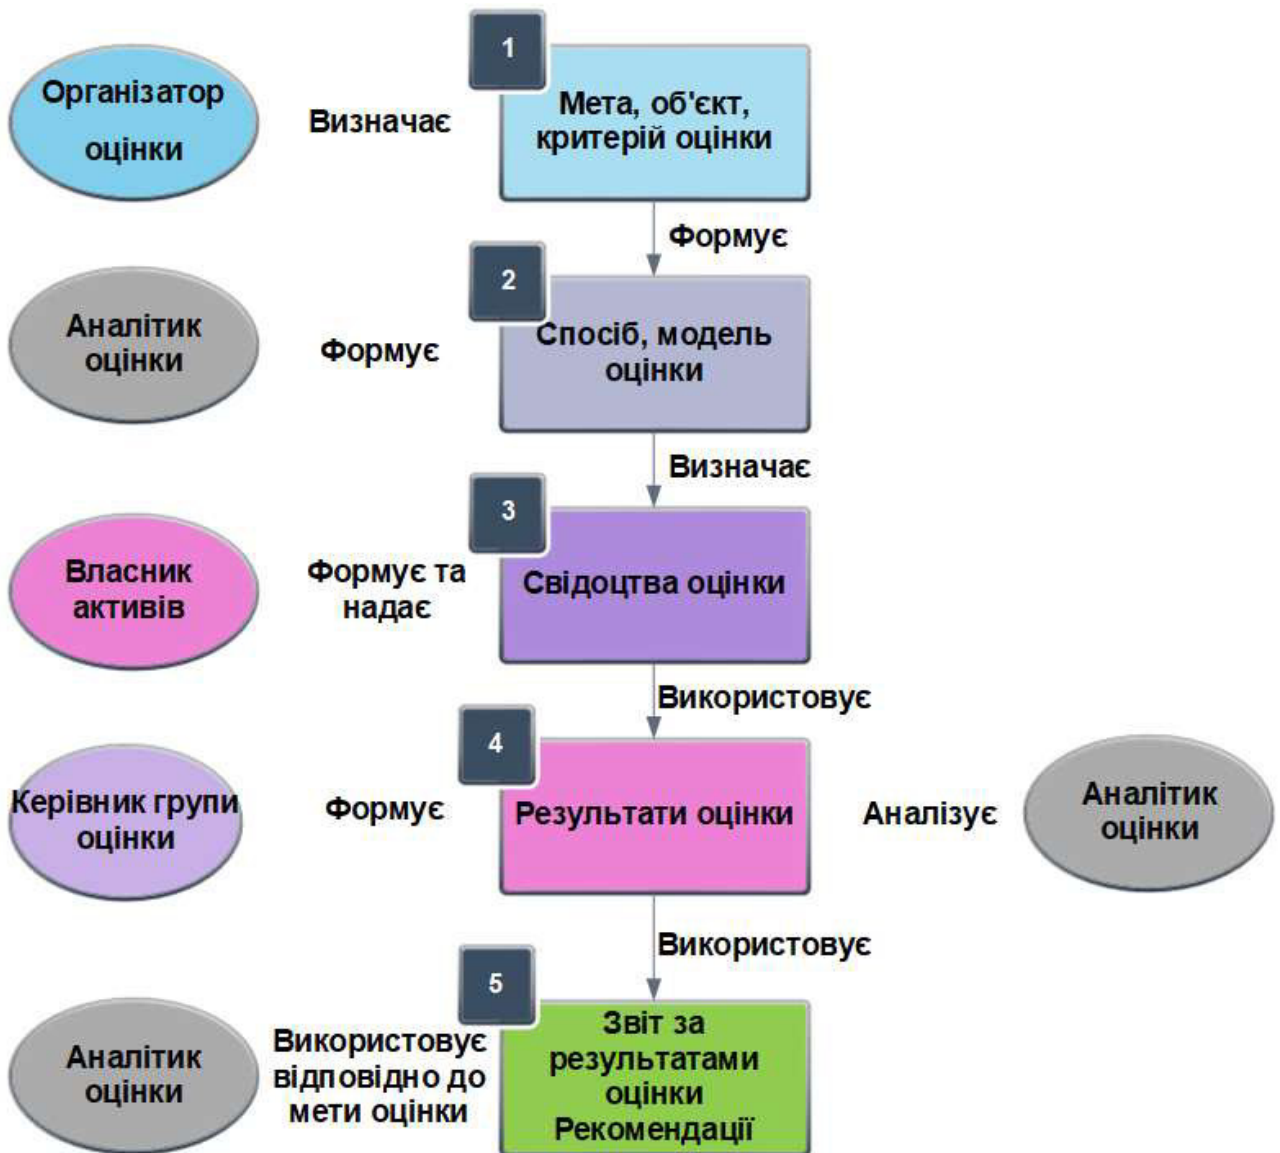 1
Організатор
оцінки
Визначає
Мета, об'єкт,
критерій оцінки
Формує
2
Аналітик
оцінки
Формує
Спосіб, модель
оцінки
Визначає
3
Власник
активів
Формує та
надає
Свідоцтва оцінки
Використовує
4
Керівник групи
оцінки
Формує
Результати оцінки
Аналізує
Аналітик
оцінки
Використовує
5
Аналітик
оцінки
Використовує
відповідно до
мети оцінки
Звіт за
результатами
оцінки
Рекомендації